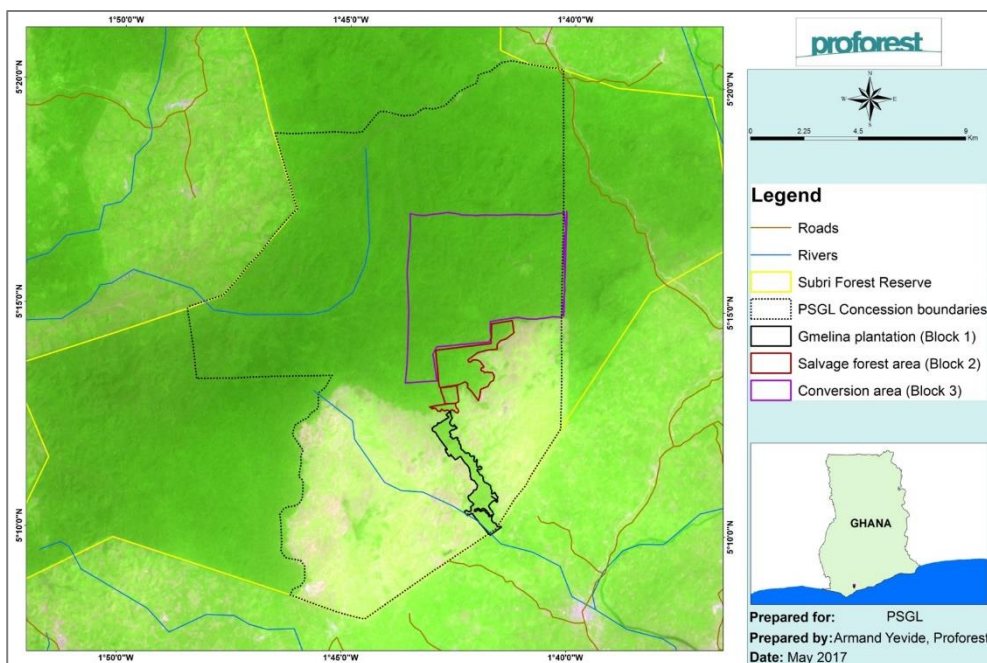 1°50'0"W 1°45'0"W 1°40'0"W
5°20'0"N 5°20'0"N
5°15'0"N 5°15'0"N
5°10'0"N 5°10'0"N
1°50'0"W 1°45'0"W 1°40'0"W
proforest
N
W E
S
0 2.25 4.5 9
Km
Legend
Roads
Rivers
Subri Forest Reserve
PSGL Concession boundaries
Gmelina plantation (Block 1)
Salvage forest area (Block 2)
Conversion area (Block 3)
GHANA
Prepared for: PSGL
Prepared by:Armand Yevide, Proforest
Date: May 2017